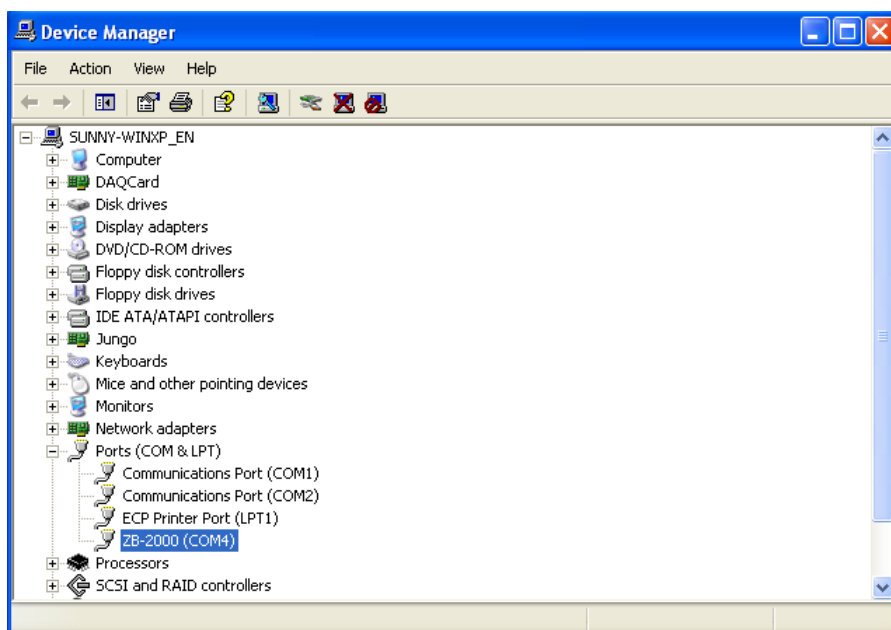 Device Manager
File Action View Help
SUNNY-WINXP_EN
Computer
DAQCard
Disk drives
Display adapters
DVD/CD-ROM drives
Floppy disk controllers
Floppy disk drives
IDE ATA/ATAPI controllers
Jungo
Keyboards
Mice and other pointing devices
Monitors
Network adapters
Ports (COM & LPT)
Communications Port (COM1)
Communications Port (COM2)
ECP Printer Port (LPT1)
ZB-2000 (COM4)
Processors
SCSI and RAID controllers